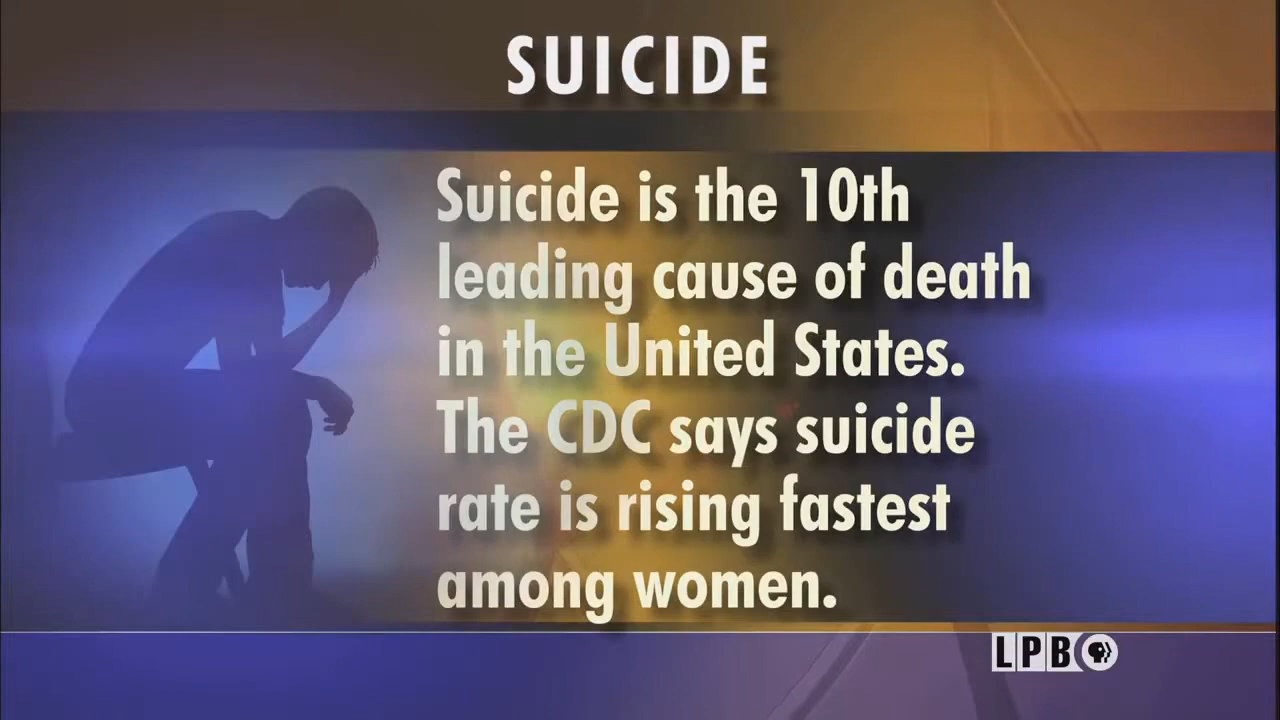 SUICIDE
Suicide is the 10th
leading cause of death
in the United States.
The CDC says suicide
rate is rising fastest
among women.
LPB